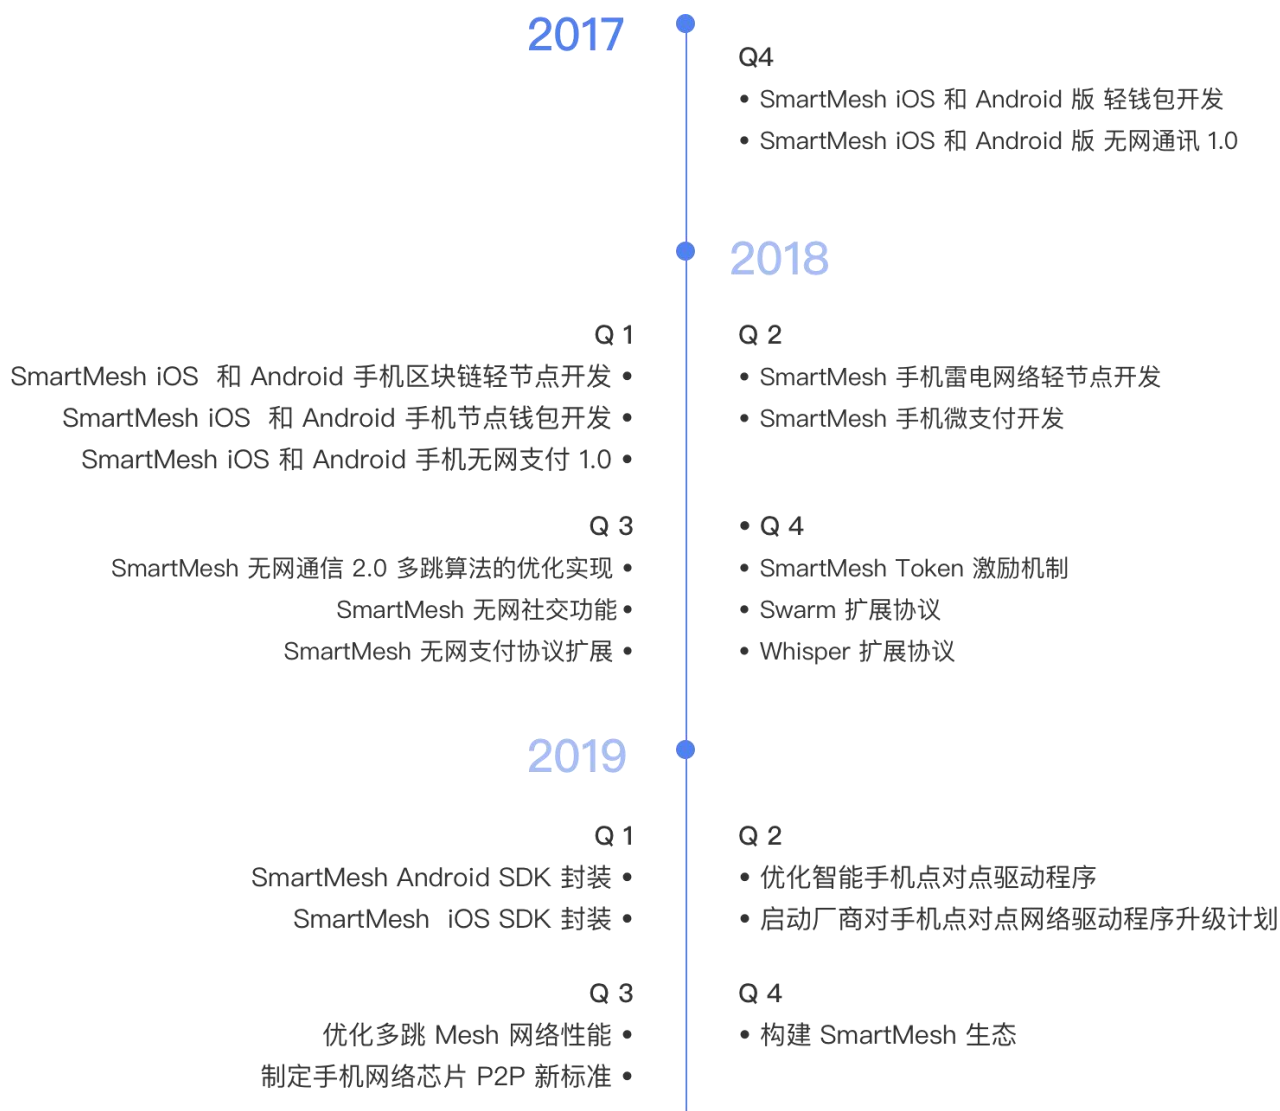 2017
Q4
• SmartMesh iOS 和 Android 版 轻钱包开发
• SmartMesh iOS 和 Android 版 无网通讯 1.0
2018
Q 1
SmartMesh iOS 和 Android 手机区块链轻节点开发 •
SmartMesh iOS 和 Android 手机节点钱包开发 •
SmartMesh iOS 和 Android 手机无网支付 1.0 •
Q 2
• SmartMesh 手机雷电网络轻节点开发
• SmartMesh 手机微支付开发
Q 3
SmartMesh 无网通信 2.0 多跳算法的优化实现 •
SmartMesh 无网社交功能 •
SmartMesh 无网支付协议扩展 •
• Q 4
• SmartMesh Token 激励机制
• Swarm 扩展协议
• Whisper 扩展协议
2019
Q 1
SmartMesh Android SDK 封装 •
SmartMesh iOS SDK 封装 •
Q 2
• 优化智能手机点对点驱动程序
• 启动厂商对手机点对点网络驱动程序升级计划
Q 3
优化多跳 Mesh 网络性能 •
制定手机网络芯片 P2P 新标准 •
Q 4
• 构建 SmartMesh 生态